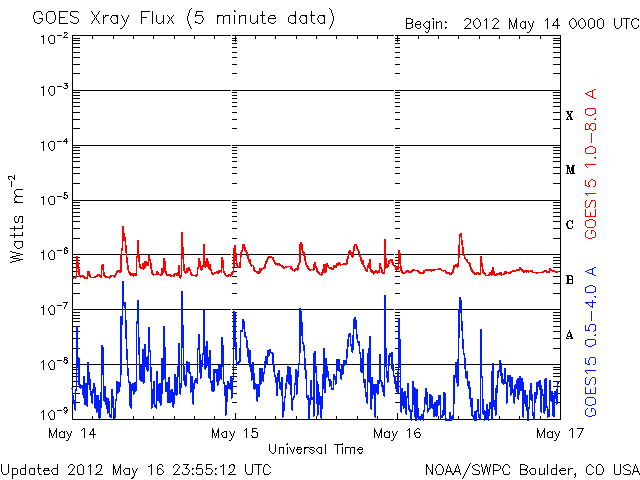 GOES Xray Flux (5 minute data)
Begin: 2012 May 14 0000 UTC
10-2
10-3
10-4
10-5
10-6
10-7
10-8
10-9
Watts m-2
X
M
C
B
A
GOES15 1.0-8.0 A
GOES15 0.5-4.0 A
May 14
May 15
May 16
May 17
Universal Time
Updated 2012 May 16 23:55:12 UTC
NOAA/SWPC Boulder, CO USA